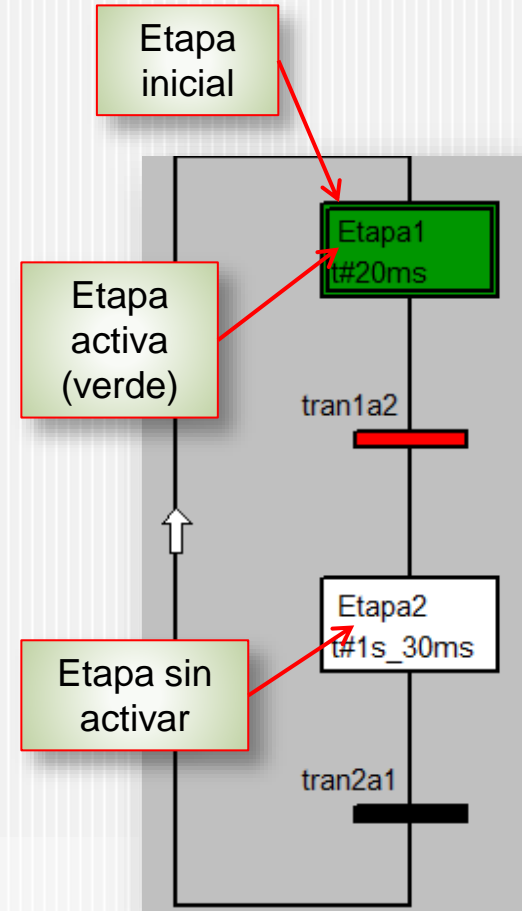 Etapa
inicial
Etapa1
t#20ms
Etapa
activa
(verde)
tran1a2
Etapa2
t#1s_30ms
Etapa sin
activar
tran2a1